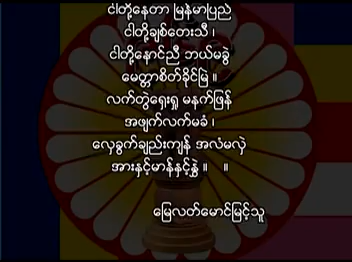 ငါတို့နေတာ မြန်မာပြည်
ငါတို့ချစ်တေးသီ ၊
ငါတို့နောင်ညီ ဘယ်မခွဲ
မေတ္တာစိတ်ခိုင်မြဲ ။
လက်တွဲရှေးရှု မနက်ဖြန်
အဖျက်လက်မခံ ၊
လှေခွက်ချည်းကျန် အလံမလှဲ
အားနှင့်မာန်နှင့်နွှဲ ။ ။
မြေလတ်မောင်မြင့်သူ